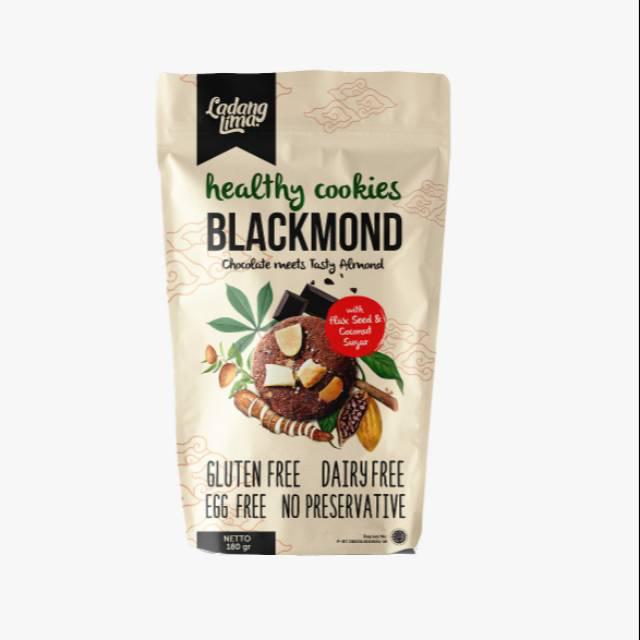 Ladang
Lima
healthy cookies
BLACKMOND
Chocolate meets Tasty Almond
with
Flax Seed &
Coconut
Sugar
GLUTEN FREE DAIRY FREE
EGG FREE NO PRESERVATIVE
NETTO
180 gr